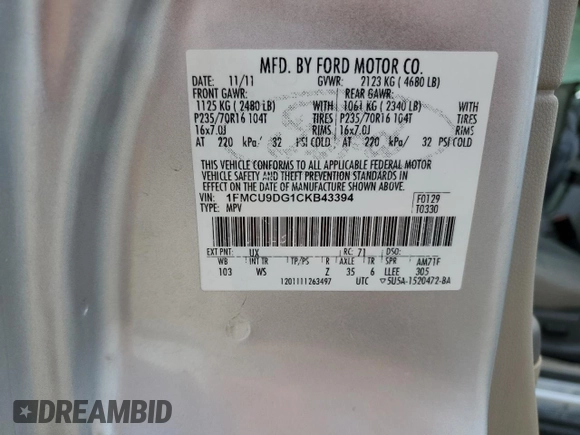 MFD. BY FORD MOTOR CO.
DATE: 11/11 GVWR: 2123 KG ( 4680 LB)
FRONT GAWR: REAR GAWR:
1125 KG ( 2480 LB) WITH 1061 KG ( 2340 LB) WITH
P235/70R16 104T TIRES P235/70R16 104T TIRES
16x7.0J RIMS 16x7.0J RIMS
AT 220 kPa/ 32 PSI COLD AT 220 kPa/ 32 PSI COLD
THIS VEHICLE CONFORMS TO ALL APPLICABLE FEDERAL MOTOR
VEHICLE SAFETY AND THEFT PREVENTION STANDARDS
IN EFFECT ON THE DATE OF MANUFACTURE SHOWN ABOVE.
VIN: 1FMCU9DG1CKB43394 F0129
TYPE: MPV T0330
EXT PNT: UX RC: 71 DSO:
WB INT TR TP/PS R AXLE TR SPR AM71F
103 WS Z 35 6 LLEE 305
1201111263497 UTC ▽5U5A-1520472-BA
DREAMBID